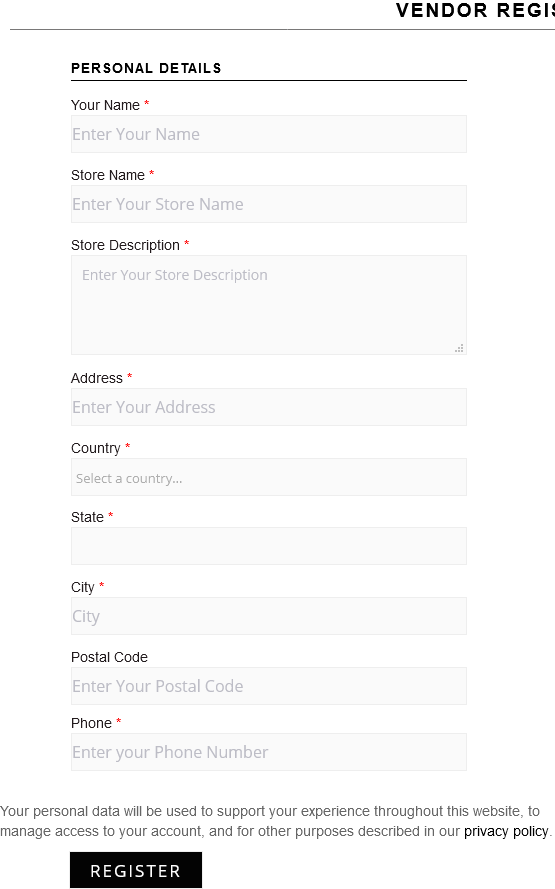 VENDOR REGIS
PERSONAL DETAILS
Your Name *
Enter Your Name
Store Name *
Enter Your Store Name
Store Description *
Enter Your Store Description
Address *
Enter Your Address
Country *
Select a country...
State *
City *
City
Postal Code
Enter Your Postal Code
Phone *
Enter your Phone Number
Your personal data will be used to support your experience throughout this website, to
manage access to your account, and for other purposes described in our privacy policy.
REGISTER